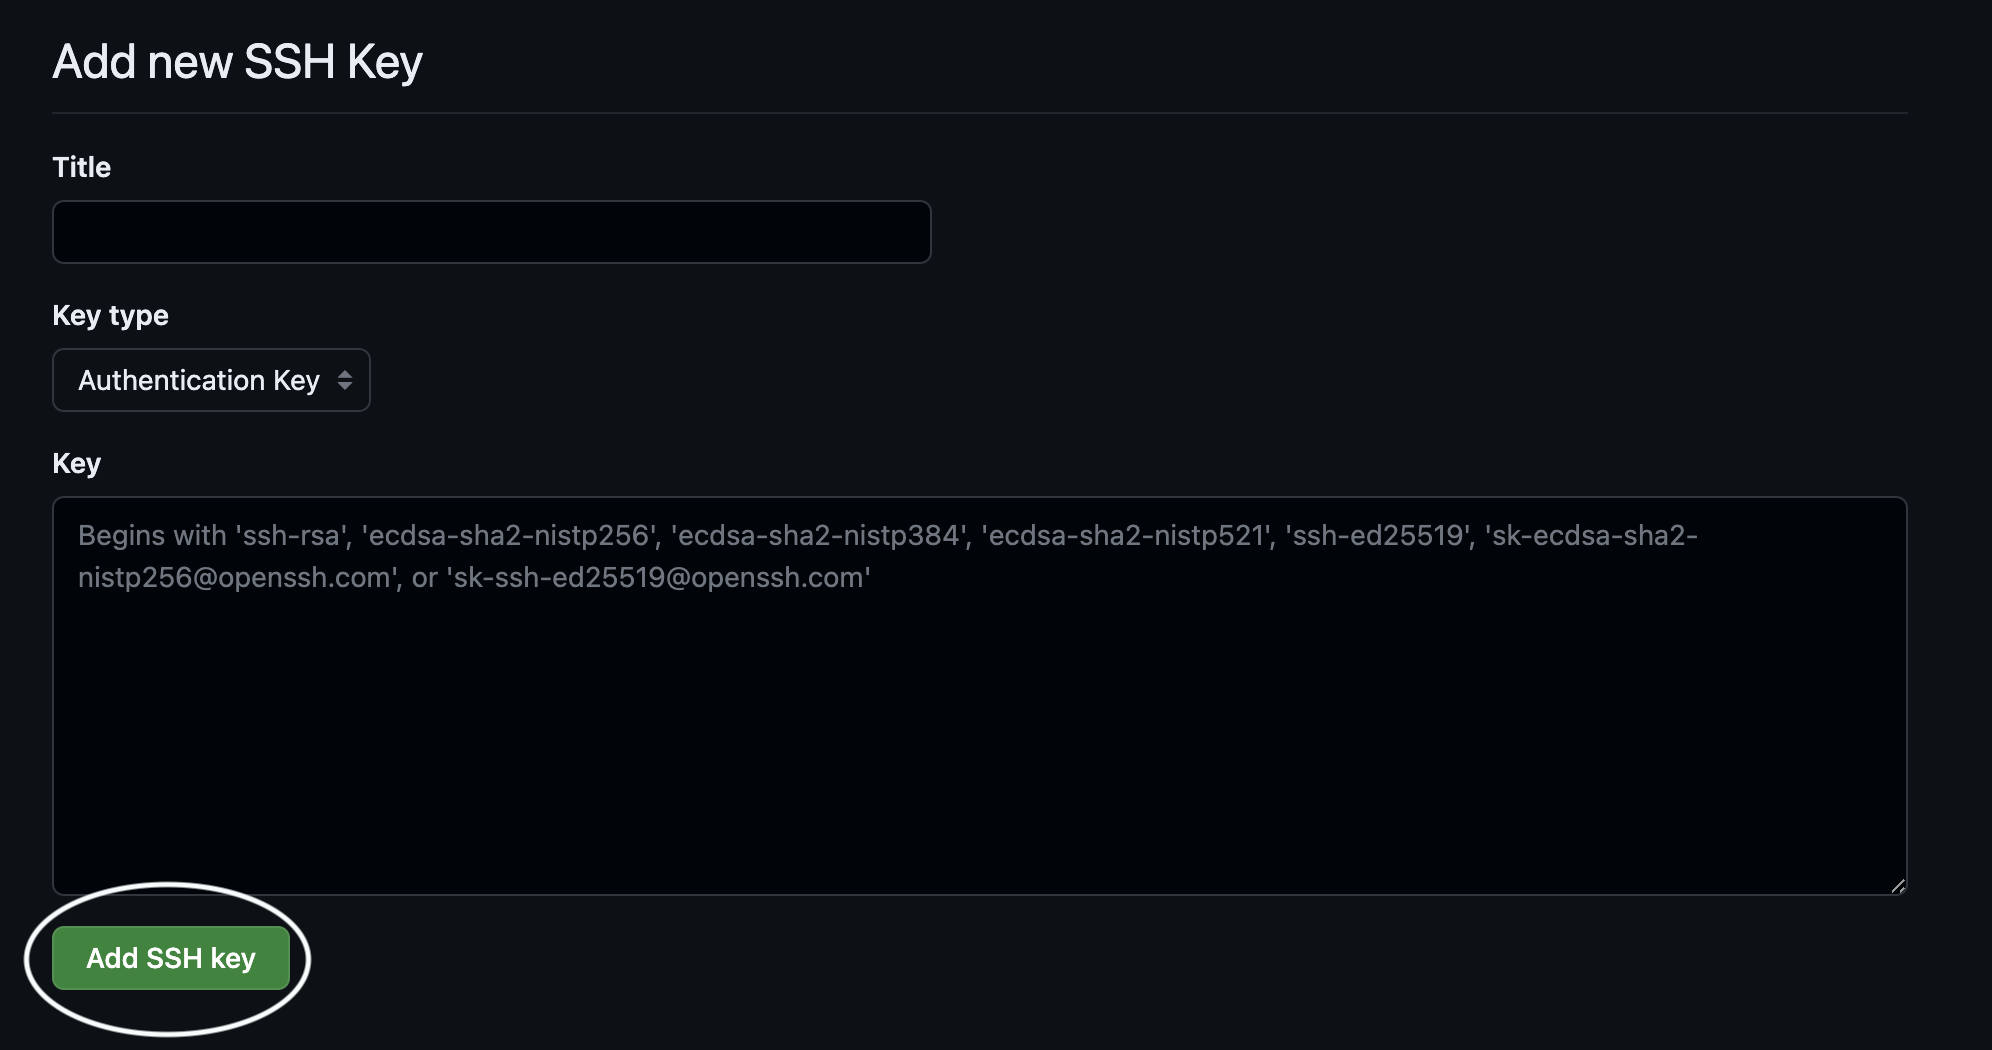 Add new SSH Key
Title
Key type
Authentication Key
Key
Begins with 'ssh-rsa', 'ecdsa-sha2-nistp256', 'ecdsa-sha2-nistp384', 'ecdsa-sha2-nistp521', 'ssh-ed25519', 'sk-ecdsa-sha2-
nistp256@openssh.com', or 'sk-ssh-ed25519@openssh.com'
Add SSH key